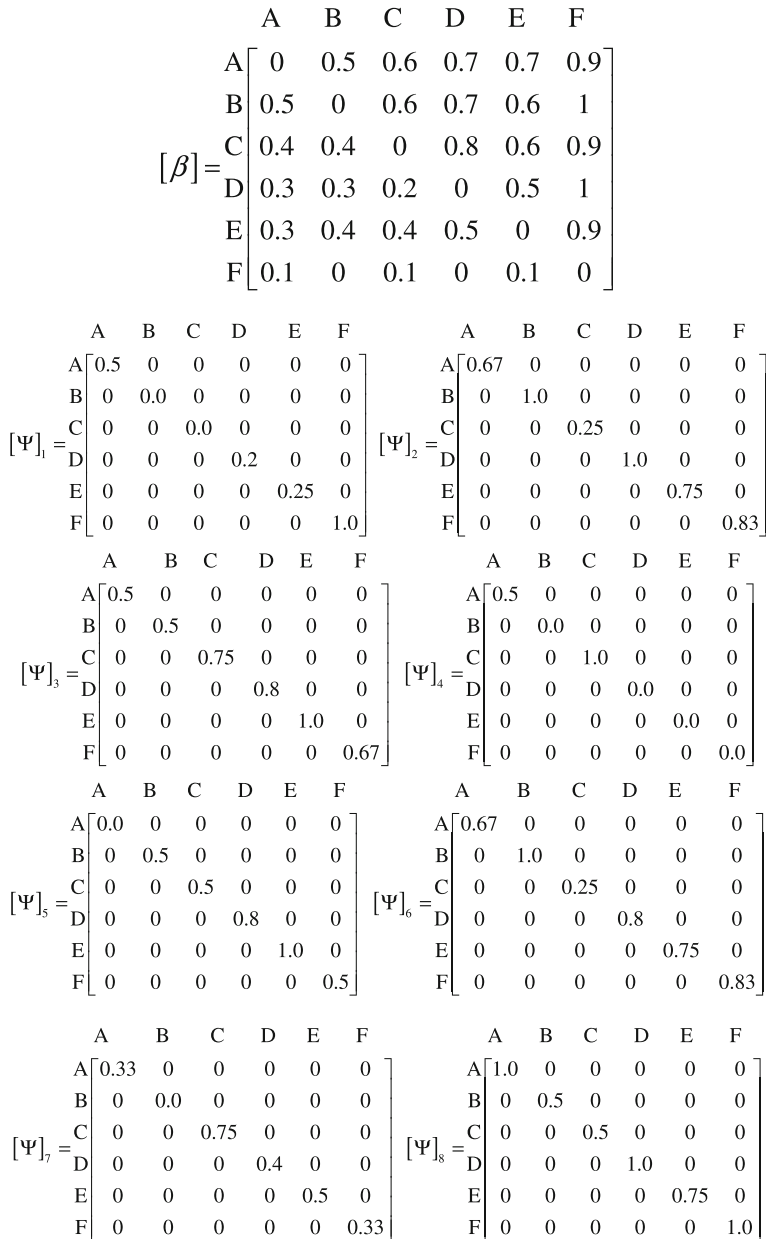 A B C D E F
A 0 0.5 0.6 0.7 0.7 0.9
B 0.5 0 0.6 0.7 0.6 1
[β]= C 0.4 0.4 0 0.8 0.6 0.9
D 0.3 0.3 0.2 0 0.5 1
E 0.3 0.4 0.4 0.5 0 0.9
F 0.1 0 0.1 0 0.1 0
A B C D E F
A 0.5 0 0 0 0 0
B 0 0.0 0 0 0 0
[Ψ]₁= C 0 0 0.0 0 0 0
D 0 0 0 0.2 0 0
E 0 0 0 0 0.25 0
F 0 0 0 0 0 1.0
A B C D E F
A 0.67 0 0 0 0 0
B 0 1.0 0 0 0 0
[Ψ]₂= C 0 0 0.25 0 0 0
D 0 0 0 1.0 0 0
E 0 0 0 0 0.75 0
F 0 0 0 0 0 0.83
A B C D E F
A 0.5 0 0 0 0 0
B 0 0.5 0 0 0 0
[Ψ]₃= C 0 0 0.75 0 0 0
D 0 0 0 0.8 0 0
E 0 0 0 0 1.0 0
F 0 0 0 0 0 0.67
A B C D E F
A 0.5 0 0 0 0 0
B 0 0.0 0 0 0 0
[Ψ]₄= C 0 0 1.0 0 0 0
D 0 0 0 0.0 0 0
E 0 0 0 0 0.0 0
F 0 0 0 0 0 0.0
A B C D E F
A 0.0 0 0 0 0 0
B 0 0.5 0 0 0 0
[Ψ]₅= C 0 0 0.5 0 0 0
D 0 0 0 0.8 0 0
E 0 0 0 0 1.0 0
F 0 0 0 0 0 0.5
A B C D E F
A 0.67 0 0 0 0 0
B 0 1.0 0 0 0 0
[Ψ]₆= C 0 0 0.25 0 0 0
D 0 0 0 0.8 0 0
E 0 0 0 0 0.75 0
F 0 0 0 0 0 0.83
A B C D E F
A 0.33 0 0 0 0 0
B 0 0.0 0 0 0 0
[Ψ]₇= C 0 0 0.75 0 0 0
D 0 0 0 0.4 0 0
E 0 0 0 0 0.5 0
F 0 0 0 0 0 0.33
A B C D E F
A 1.0 0 0 0 0 0
B 0 0.5 0 0 0 0
[Ψ]₈= C 0 0 0.5 0 0 0
D 0 0 0 1.0 0 0
E 0 0 0 0 0.75 0
F 0 0 0 0 0 1.0